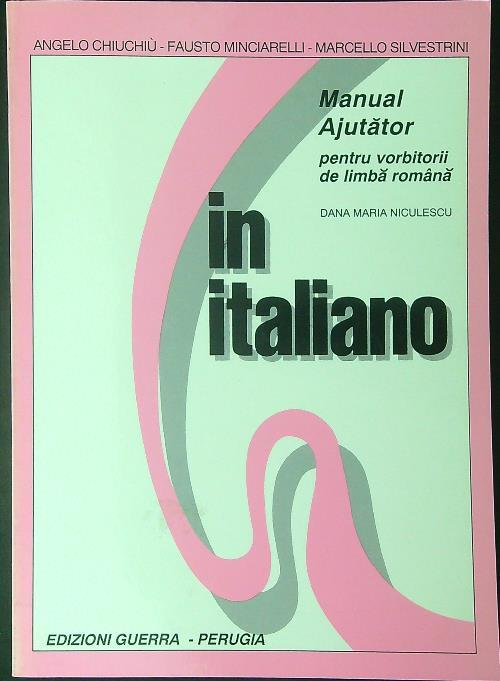 ANGELO CHIUCHIÙ - FAUSTO MINCIARELLI - MARCELLO SILVESTRINI
Manual
Ajutător
pentru vorbitorii
de limbă română
DANA MARIA NICULESCU
in
italiano
EDIZIONI GUERRA - PERUGIA